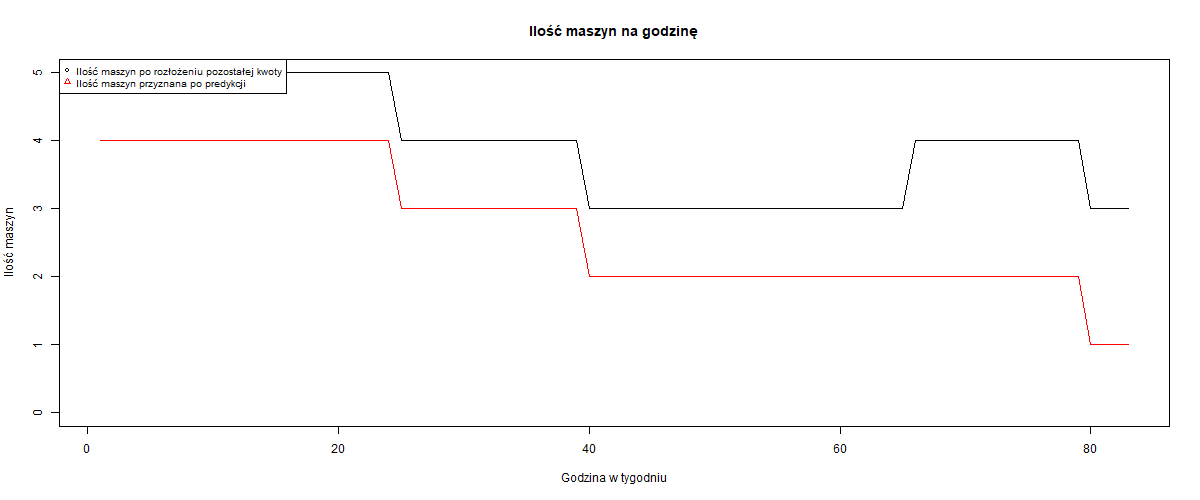 Ilość maszyn na godzinę
Ilość maszyn po rozłożeniu pozostałej kwoty
Ilość maszyn przyznana po predykcji
Ilość maszyn
5
4
3
2
1
0
0 20 40 60 80
Godzina w tygodniu